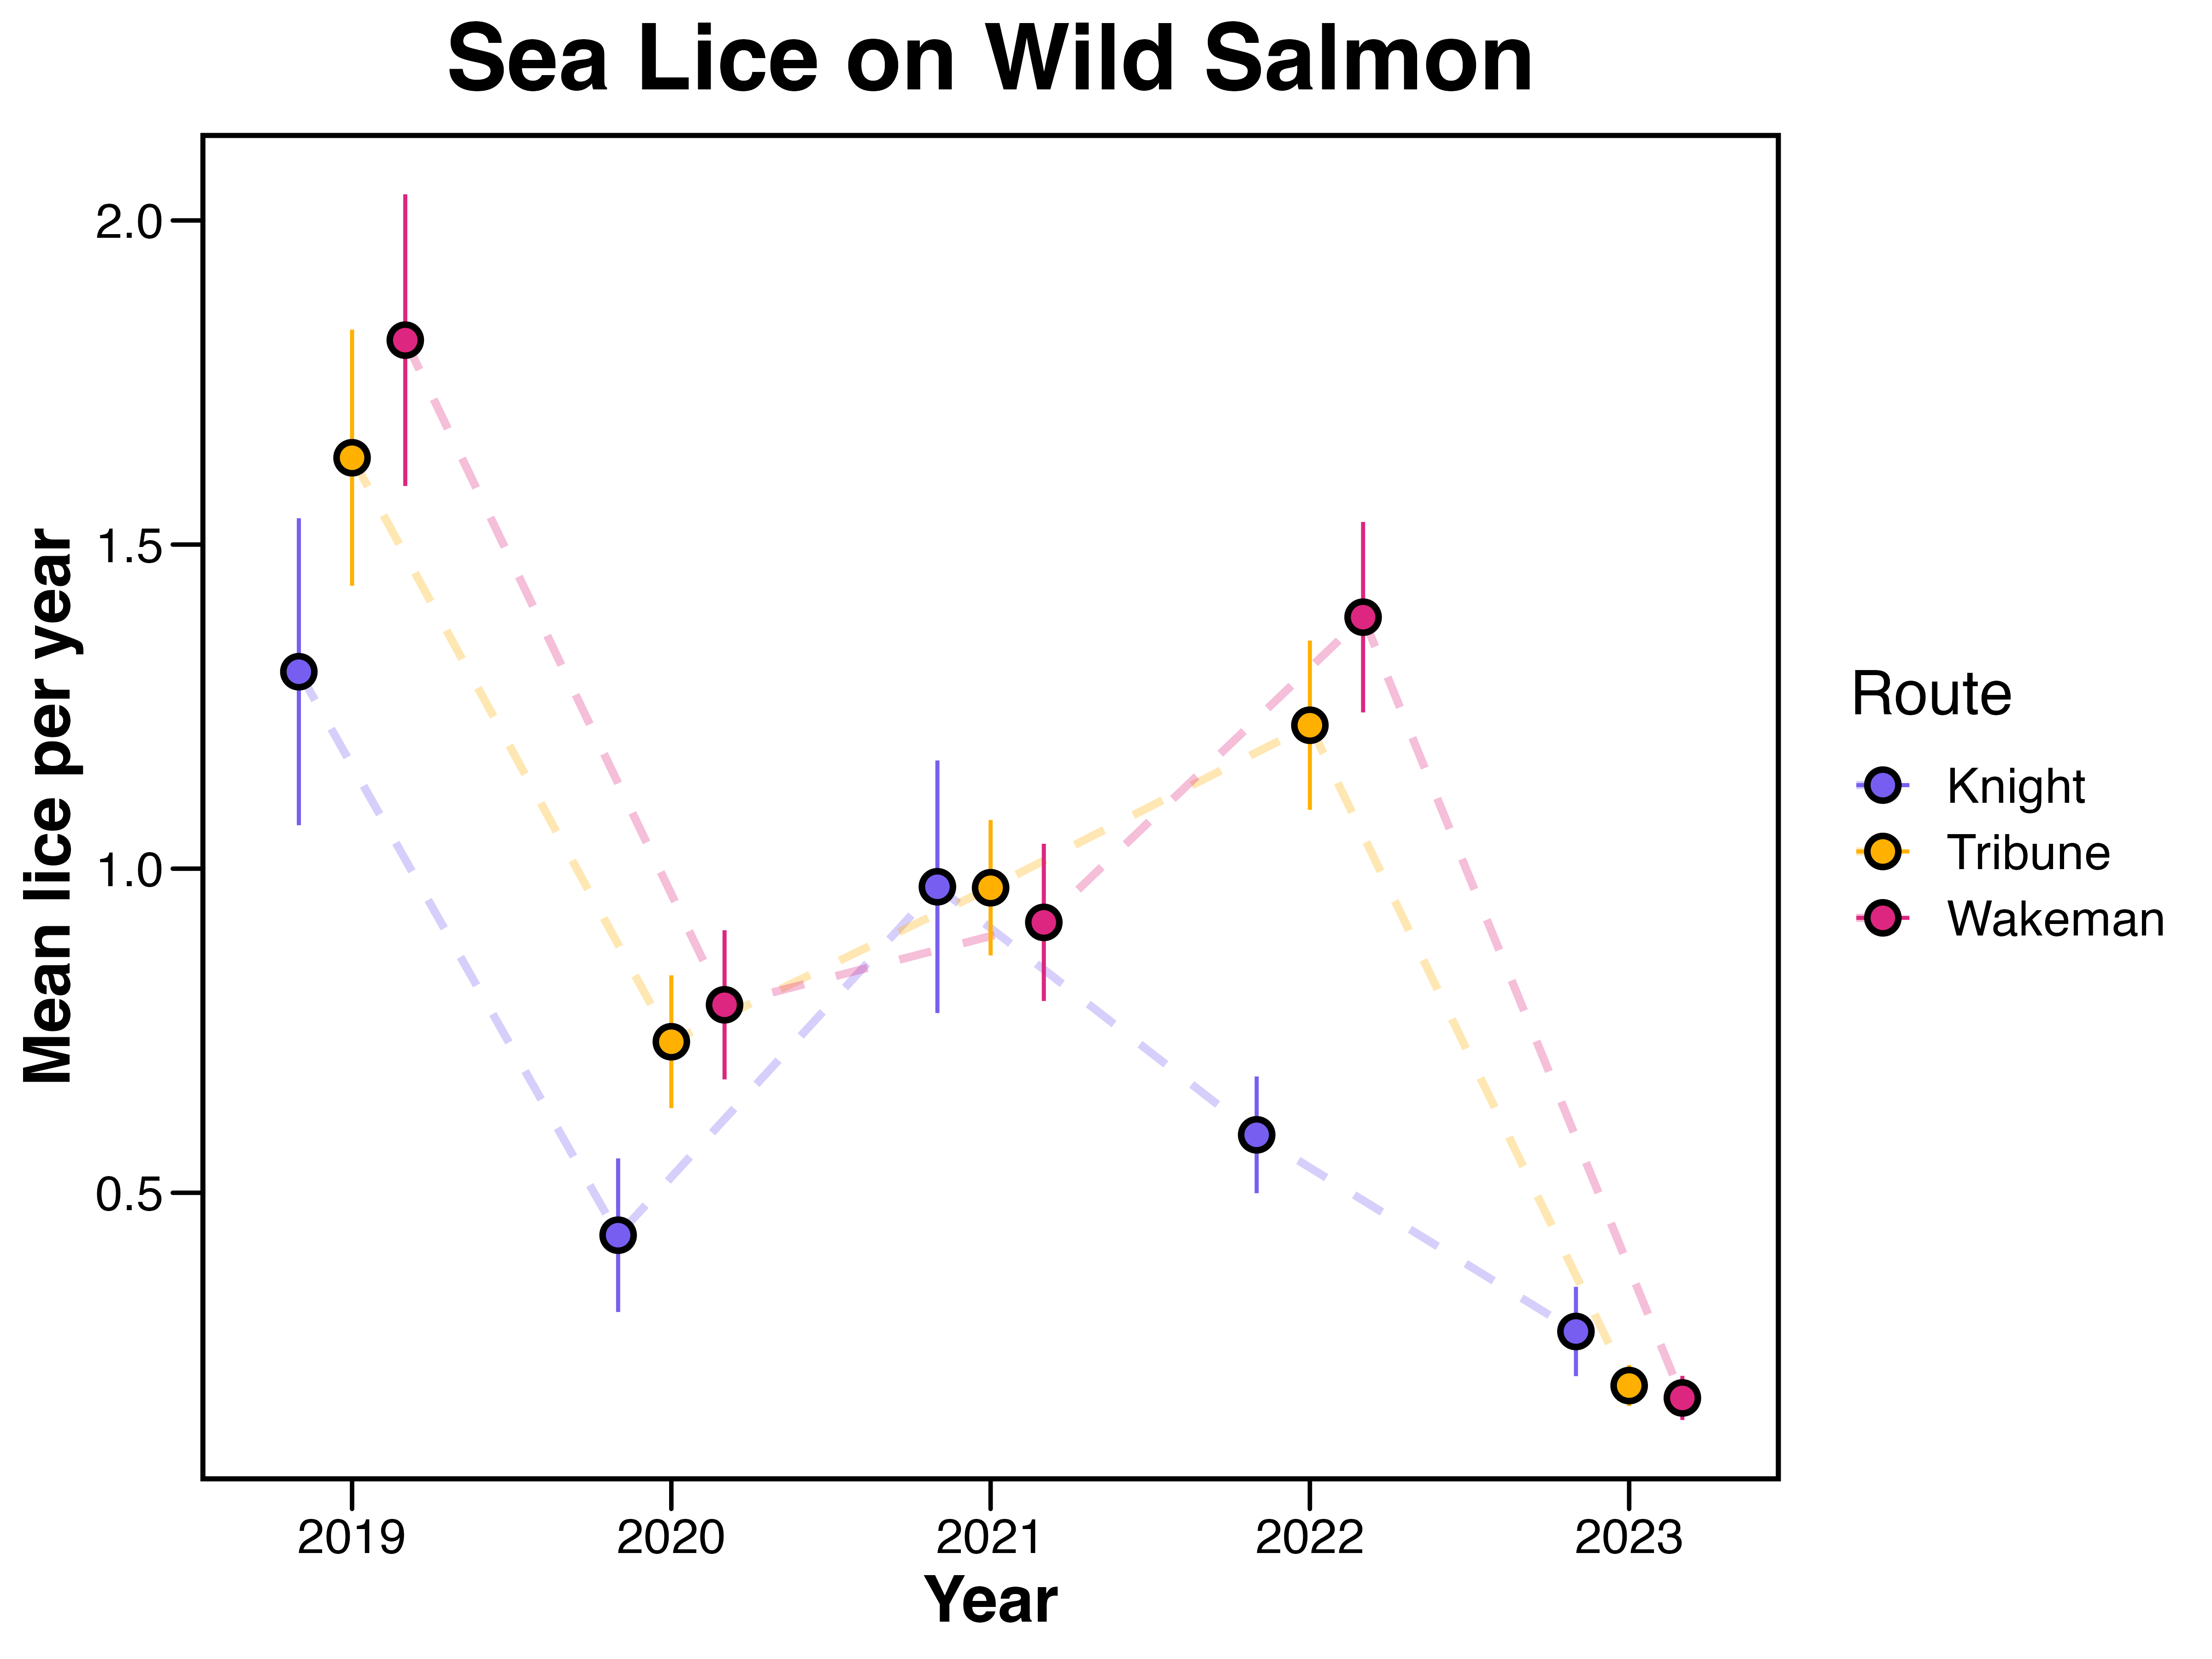 Sea Lice on Wild Salmon
Mean lice per year
2.0
1.5
1.0
0.5
2019 2020 2021 2022 2023
Year
Route
Knight
Tribune
Wakeman